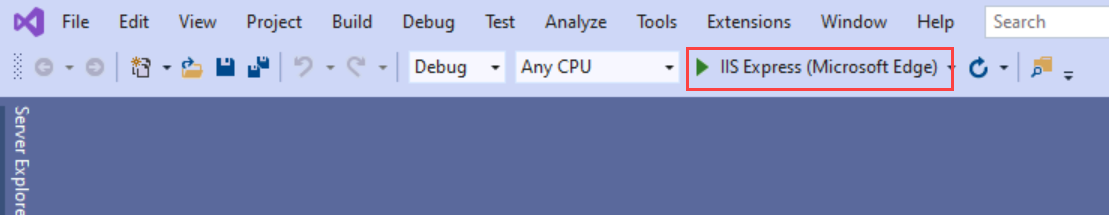 File Edit View Project Build Debug Test Analyze Tools Extensions Window Help Search
Debug Any CPU IIS Express (Microsoft Edge)
Server Explore